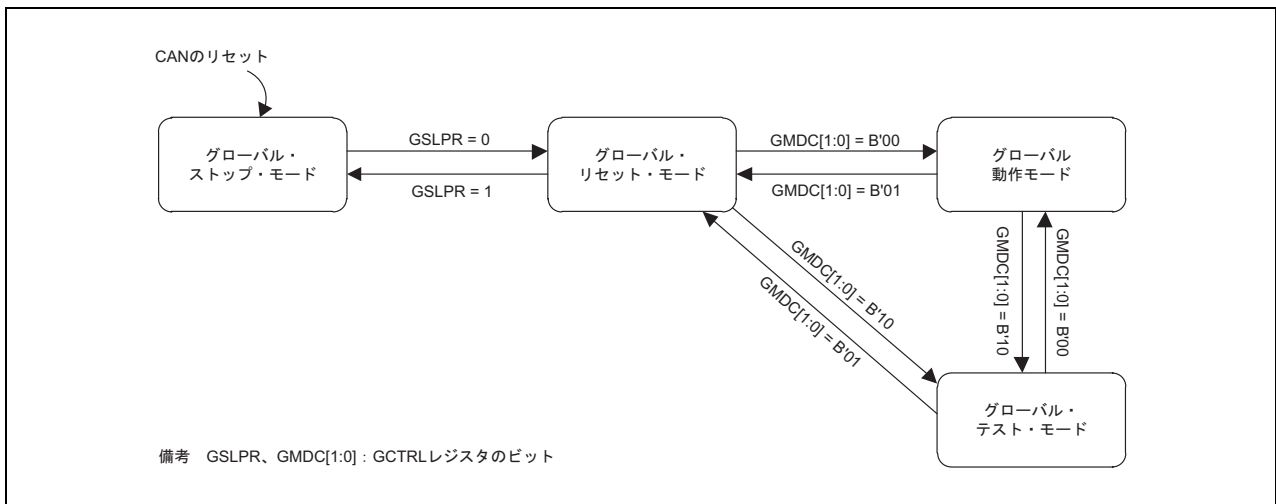 CANのリセット
グローバル・
ストップ・モード
GSLPR = 0
GSLPR = 1
グローバル・
リセット・モード
GMDC[1:0] = B'00
GMDC[1:0] = B'01
グローバル
動作モード
GMDC[1:0] = B'10
GMDC[1:0] = B'01
GMDC[1:0] = B'10
GMDC[1:0] = B'00
グローバル・
テスト・モード
備考　GSLPR、GMDC[1:0] : GCTRLレジスタのビット